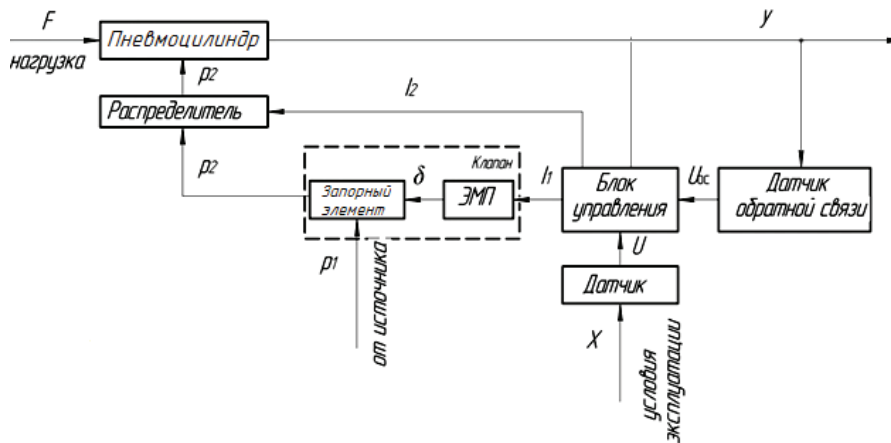 F
y
Пневмоцилиндр
нагрузка
p2
I2
Распределитель
Клапан
p2
δ
I1
Uос
Запорный
элемент
ЭМП
Блок
управления
Датчик
обратной связи
p1
от источника
U
Датчик
X
условия
эксплуатации